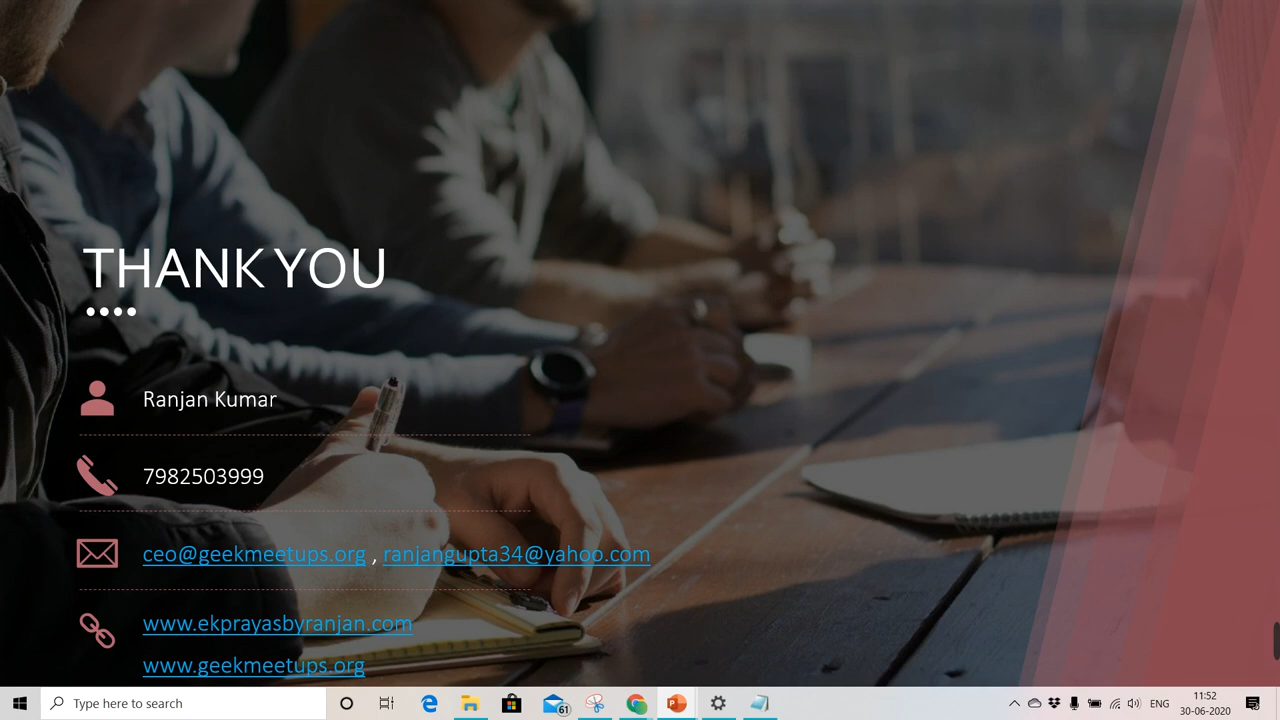 THANK YOU
Ranjan Kumar
7982503999
ceo@geekmeetups.org , ranjangupta34@yahoo.com
www.ekprayasbyranjan.com
www.geekmeetups.org
Type here to search
61
ENG
11:52
30-06-2020